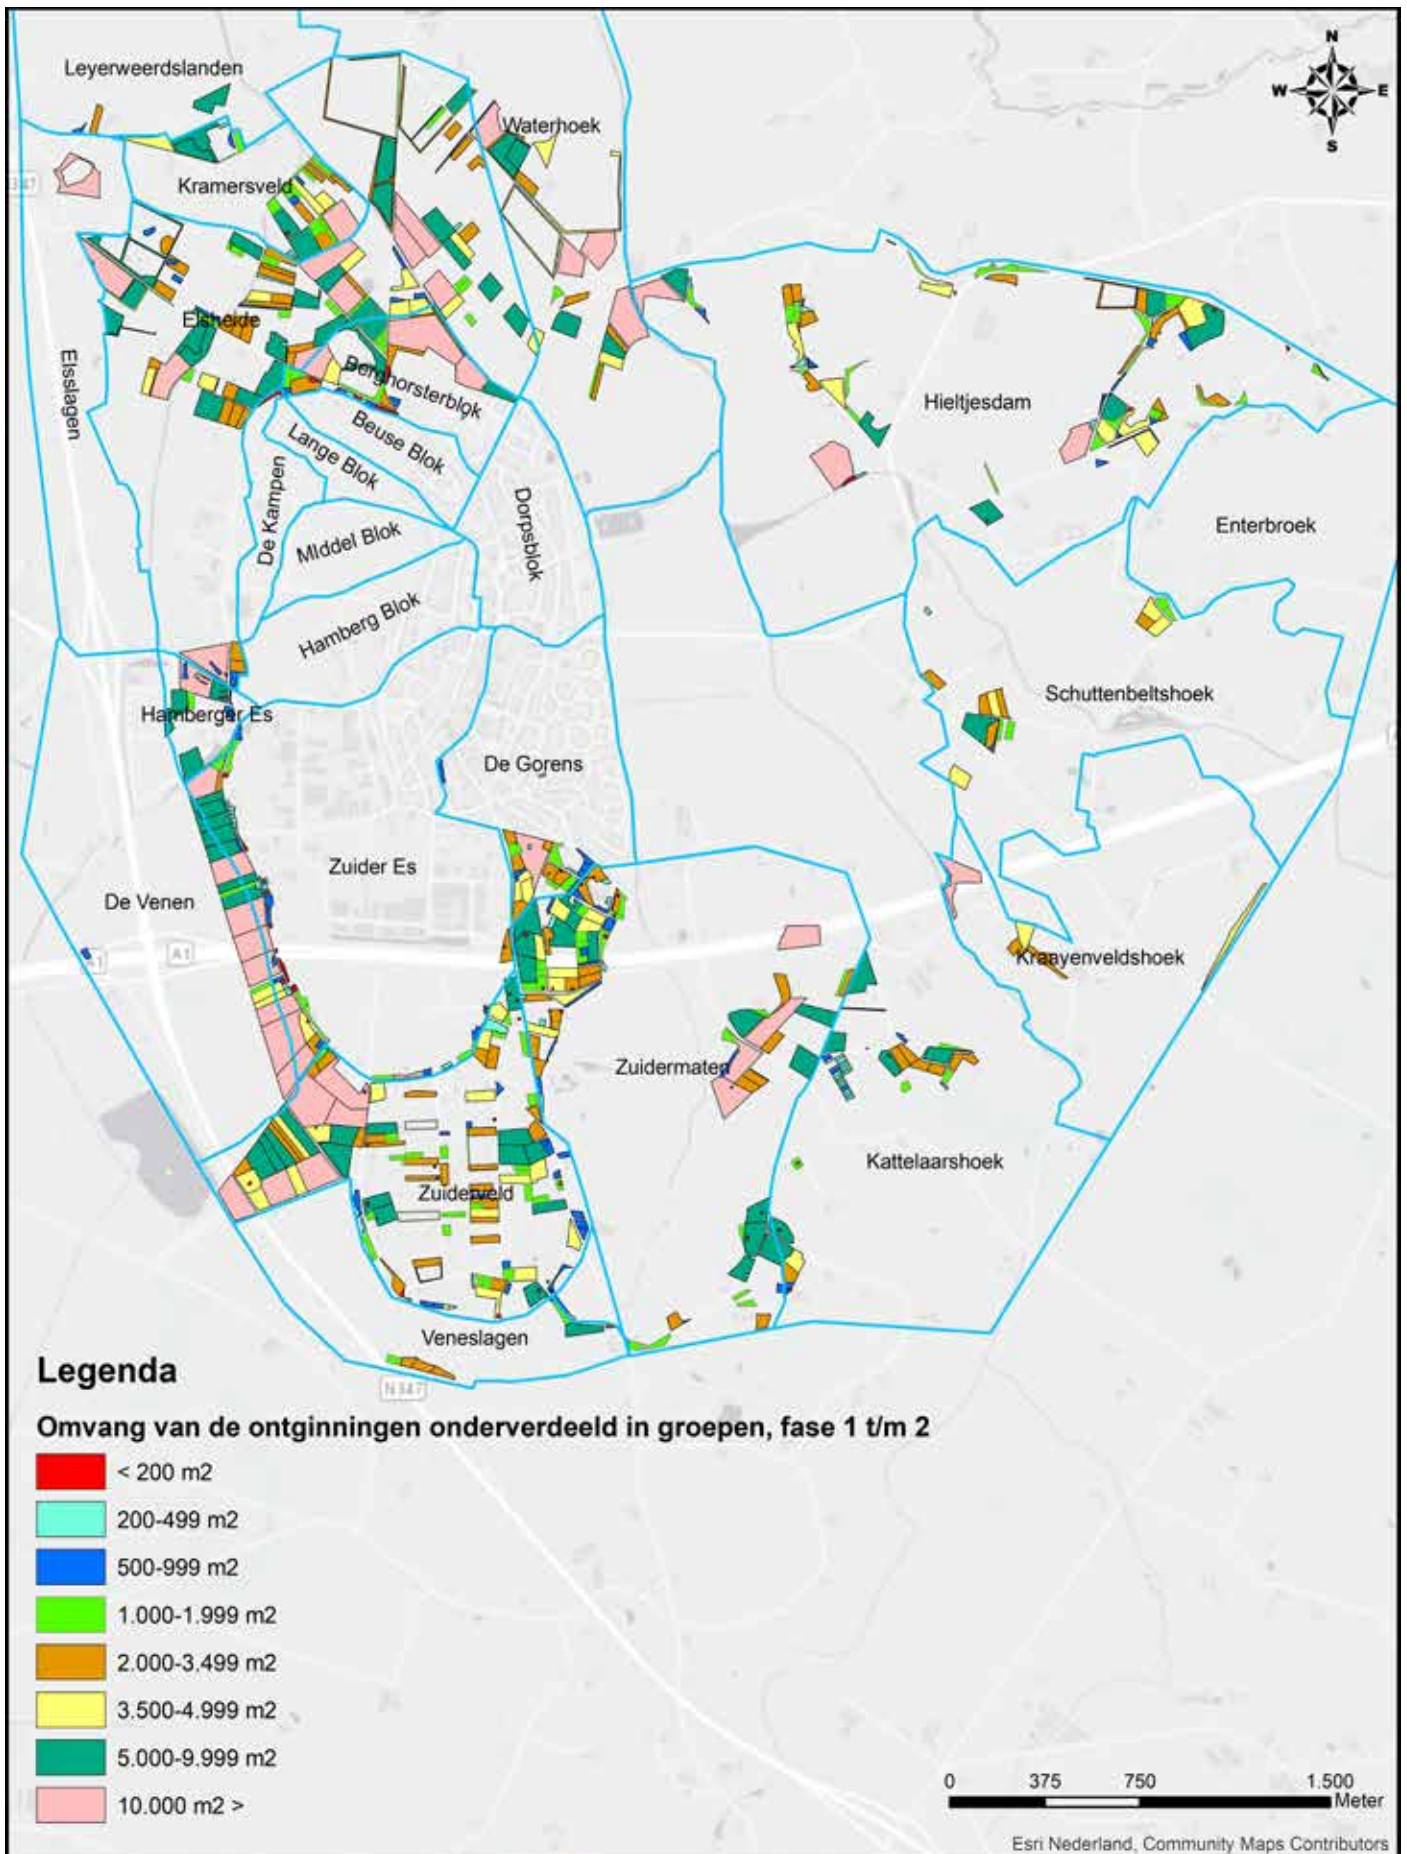 N
W E
S
Leyerweerdslanden
Waterhoek
Kramersveld
Elsheide
Elsslagen
Berghorsterblok
Beuse Blok
Lange Blok
De Kampen
MIddel Blok
Hamberg Blok
Dorpsblok
Hieltjesdam
Enterbroek
Schuttenbeltshoek
Hamberger Es
De Gorens
Zuider Es
De Venen
A1
A1
Kraayenveldshoek
Zuidermaten
Kattelaarshoek
Zuiderveld
Veneslagen
N347
Legenda
Omvang van de ontginningen onderverdeeld in groepen, fase 1 t/m 2
< 200 m2
200-499 m2
500-999 m2
1.000-1.999 m2
2.000-3.499 m2
3.500-4.999 m2
5.000-9.999 m2
10.000 m2 >
0 375 750 1.500
Meter
Esri Nederland, Community Maps Contributors